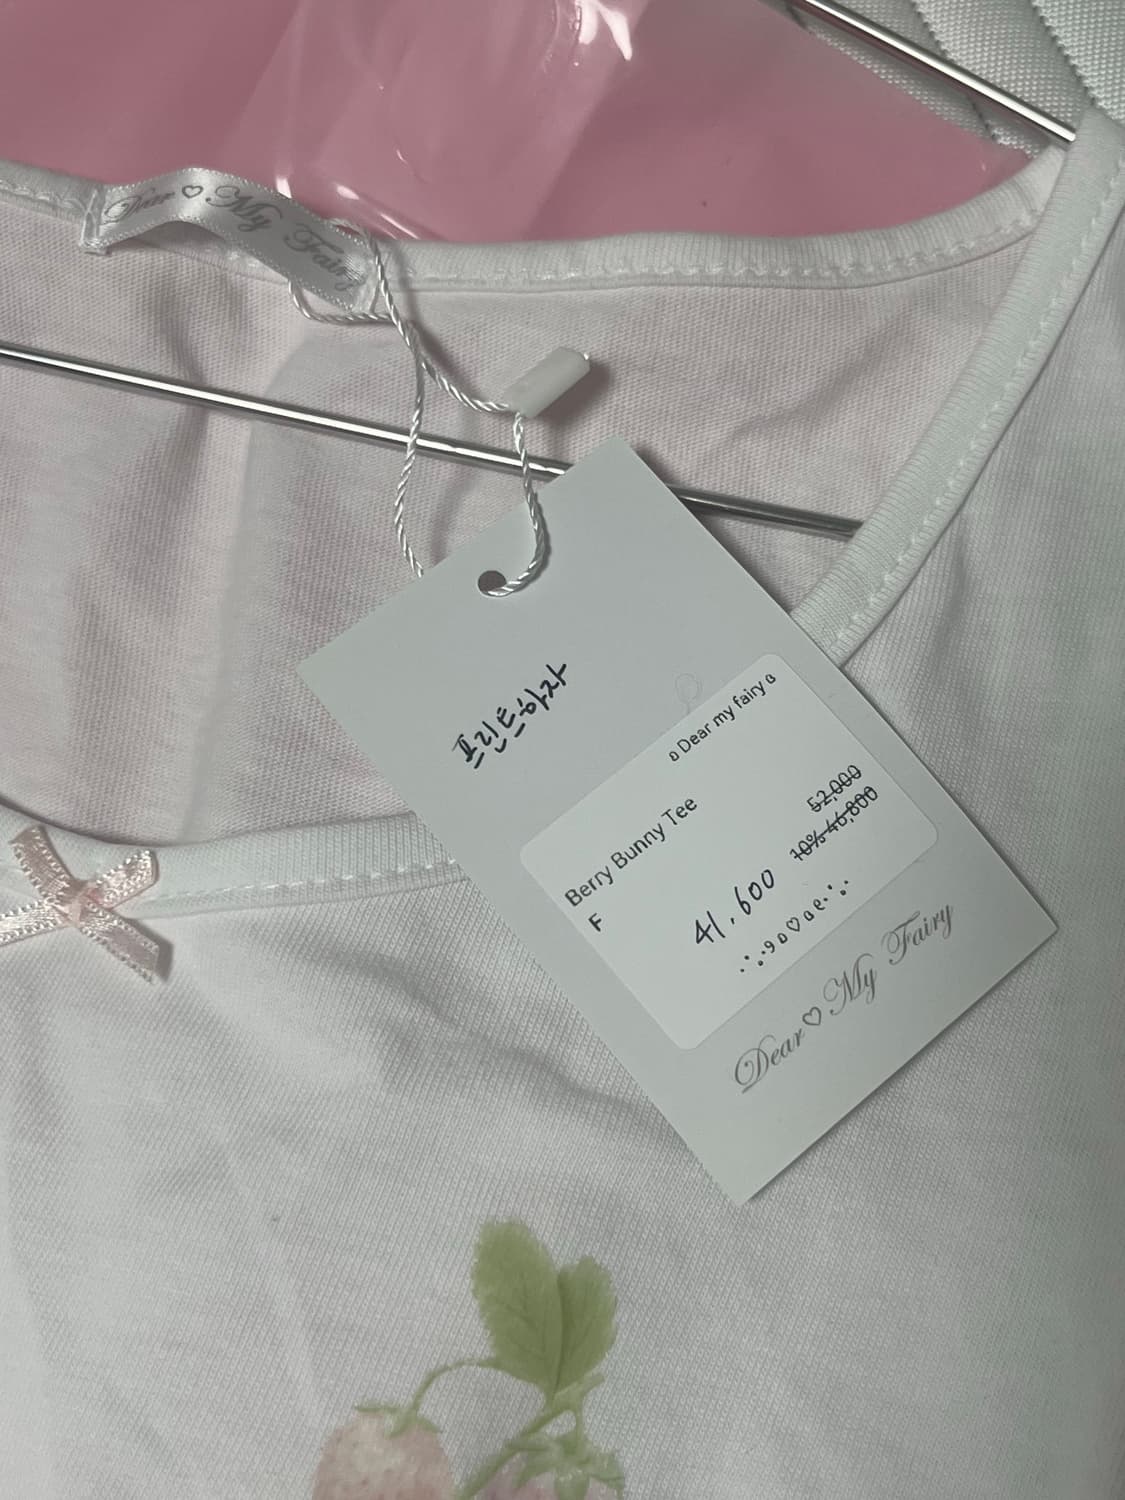 Dear ♡ My Fairy
프린트하자
ʚ Dear my fairy ɞ
Berry Bunny Tee
52,000
F
10% 46,800
41,600
Dear ♡ My Fairy